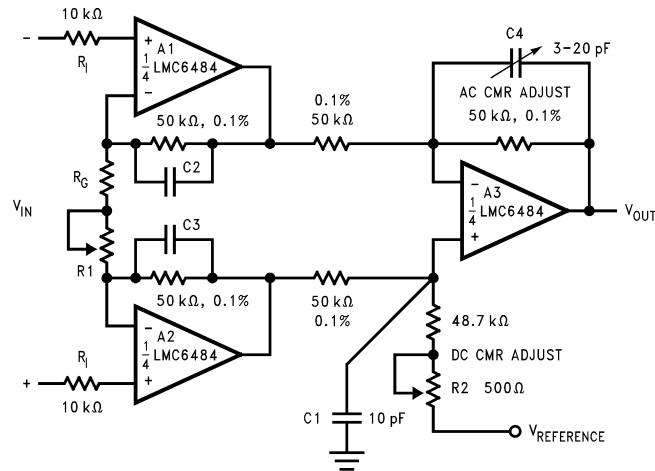 10 kΩ
−
R_I
+
A1
1/4 LMC6484
−
50 kΩ, 0.1%
C2
0.1%
50 kΩ
C4
3–20 pF
AC CMR ADJUST
50 kΩ, 0.1%
R_G
V_IN
R1
C3
50 kΩ, 0.1%
−
A3
1/4 LMC6484
+
V_OUT
50 kΩ
0.1%
−
A2
1/4 LMC6484
+
R_I
+
10 kΩ
48.7 kΩ
DC CMR ADJUST
R2 500Ω
C1
10 pF
V_REFERENCE